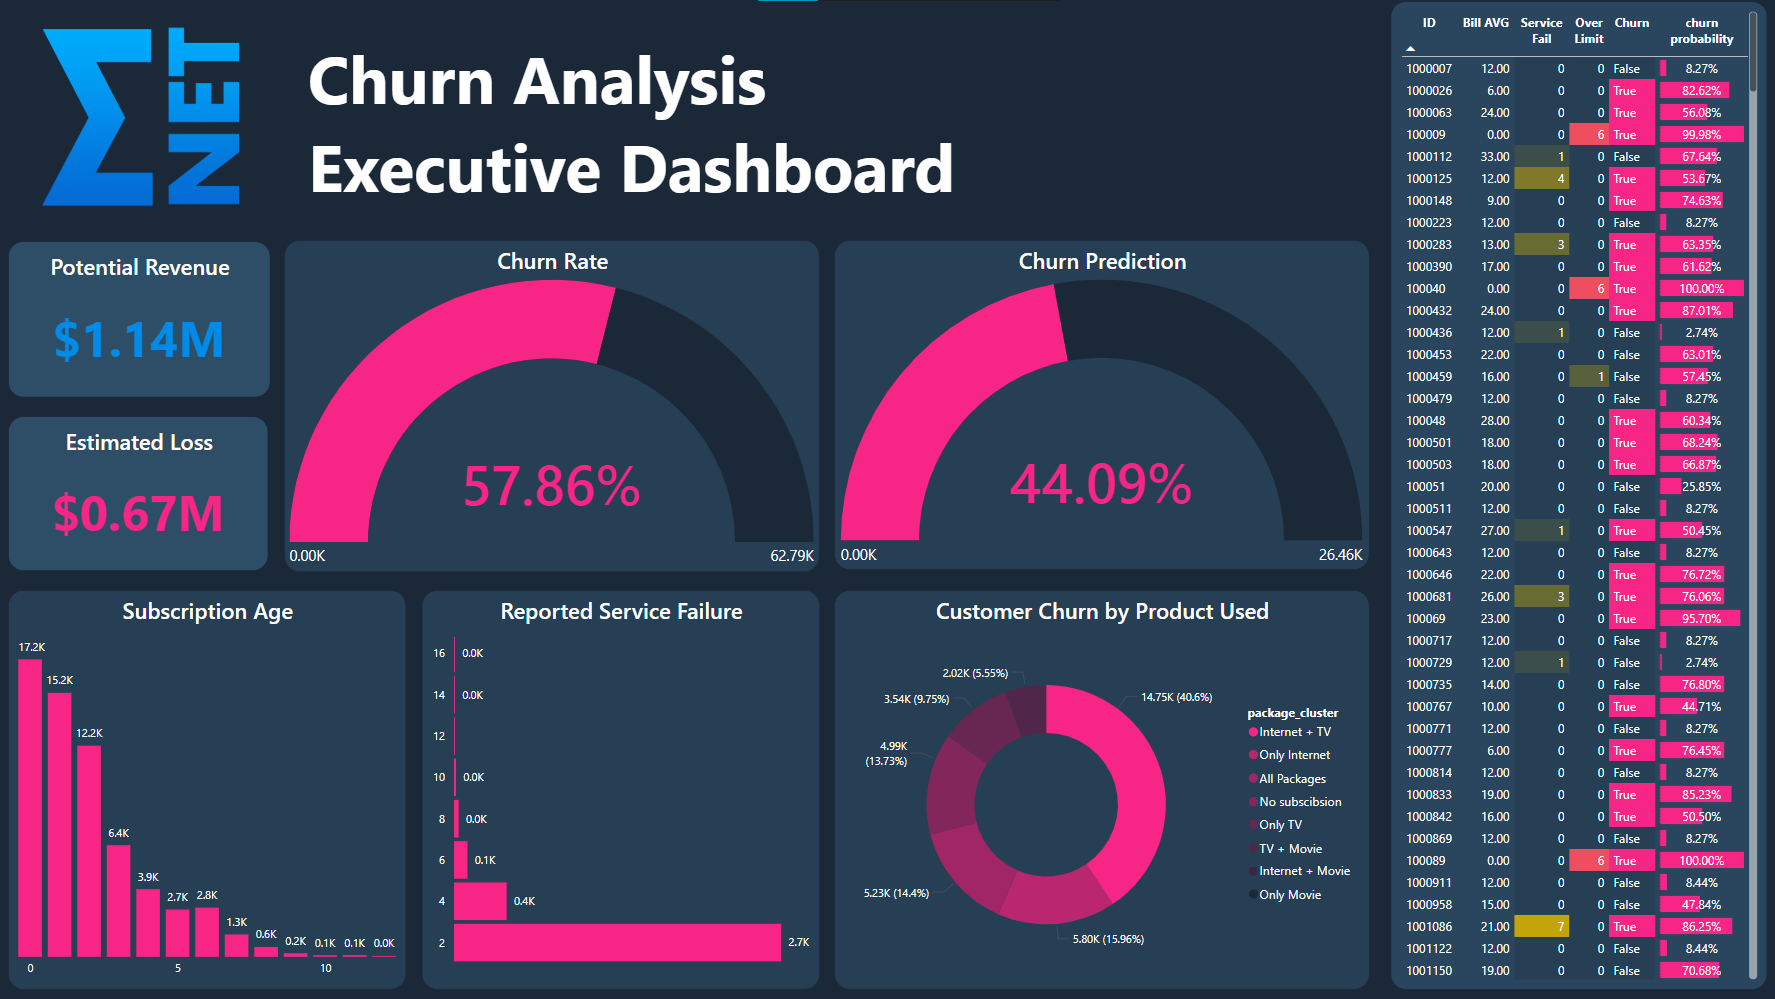 NET
Churn Analysis
Executive Dashboard
Potential Revenue
$1.14M
Estimated Loss
$0.67M
Churn Rate
57.86%
0.00K 62.79K
Churn Prediction
44.09%
0.00K 26.46K
Subscription Age
17.2K
15.2K
12.2K
6.4K
3.9K
2.7K
2.8K
1.3K
0.6K
0.2K
0.1K
0.1K
0.0K
0 5 10
Reported Service Failure
16 0.0K
14 0.0K
12
10 0.0K
8 0.0K
6 0.1K
4 0.4K
2 2.7K
Customer Churn by Product Used
2.02K (5.55%)
3.54K (9.75%)
4.99K
(13.73%)
5.23K (14.4%)
5.80K (15.96%)
14.75K (40.6%)
package_cluster
Internet + TV
Only Internet
All Packages
No subscibsion
Only TV
TV + Movie
Internet + Movie
Only Movie
ID Bill AVG Service Fail Over Limit Churn churn probability
1000007 12.00 0 0 False 8.27%
1000026 6.00 0 0 True 82.62%
1000063 24.00 0 0 True 56.08%
100009 0.00 0 6 True 99.98%
1000112 33.00 1 0 False 67.64%
1000125 12.00 4 0 True 53.67%
1000148 9.00 0 0 True 74.63%
1000223 12.00 0 0 False 8.27%
1000283 13.00 3 0 True 63.35%
1000390 17.00 0 0 True 61.62%
100040 0.00 0 6 True 100.00%
1000432 24.00 0 0 True 87.01%
1000436 12.00 1 0 False 2.74%
1000453 22.00 0 0 False 63.01%
1000459 16.00 0 1 False 57.45%
1000479 12.00 0 0 False 8.27%
100048 28.00 0 0 True 60.34%
1000501 18.00 0 0 True 68.24%
1000503 18.00 0 0 True 66.87%
100051 20.00 0 0 False 25.85%
1000511 12.00 0 0 False 8.27%
1000547 27.00 1 0 True 50.45%
1000643 12.00 0 0 False 8.27%
1000646 22.00 0 0 True 76.72%
1000681 26.00 3 0 True 76.06%
100069 23.00 0 0 True 95.70%
1000717 12.00 0 0 False 8.27%
1000729 12.00 1 0 False 2.74%
1000735 14.00 0 0 False 76.80%
1000767 10.00 0 0 True 44.71%
1000771 12.00 0 0 False 8.27%
1000777 6.00 0 0 True 76.45%
1000814 12.00 0 0 False 8.27%
1000833 19.00 0 0 True 85.23%
1000842 16.00 0 0 True 50.50%
1000869 12.00 0 0 False 8.27%
100089 0.00 0 6 True 100.00%
1000911 12.00 0 0 False 8.44%
1000958 15.00 0 0 False 47.84%
1001086 21.00 7 0 True 86.25%
1001122 12.00 0 0 False 8.44%
1001150 19.00 0 0 False 70.68%